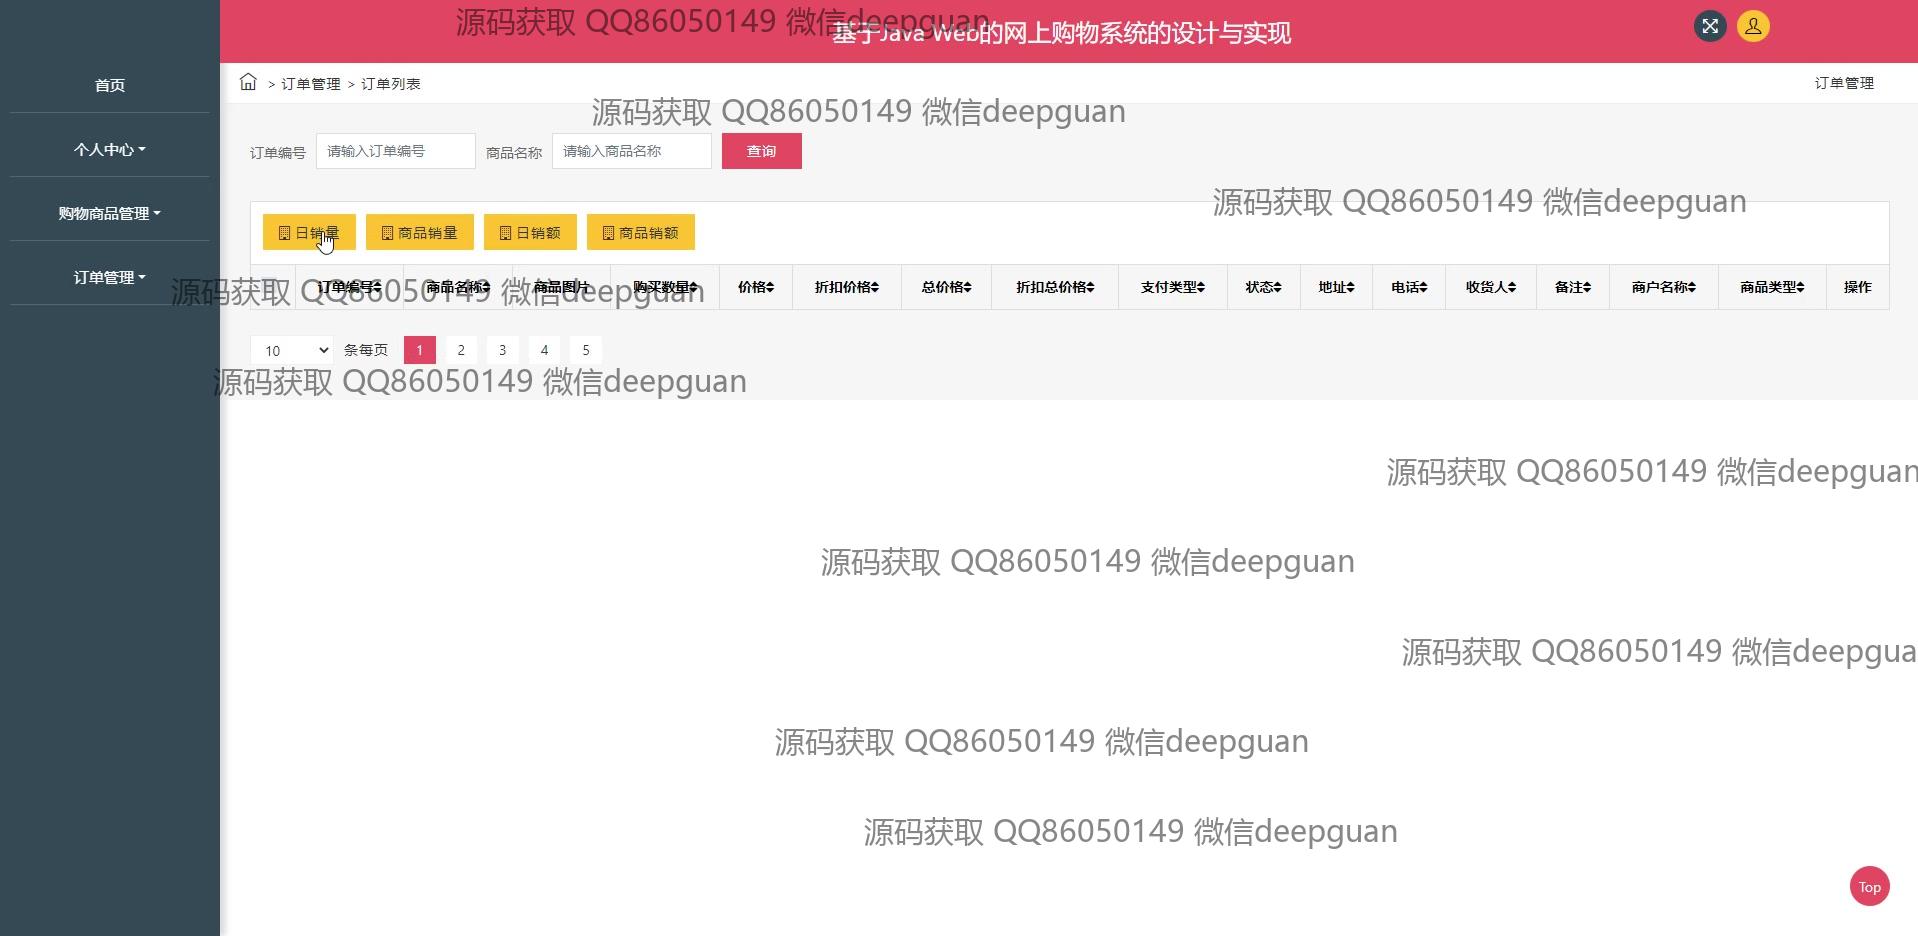 源码获取 QQ86050149 微信deepguan
基于Java Web的网上购物系统的设计与实现
首页
个人中心
购物商品管理
订单管理
> 订单管理 > 订单列表
订单管理
源码获取 QQ86050149 微信deepguan
订单编号 请输入订单编号 商品名称 请输入商品名称 查询
源码获取 QQ86050149 微信deepguan
日销量 商品销量 日销额 商品销额
订单编号 商品名称 商品图片 购买数量 价格 折扣价格 总价格 折扣总价格 支付类型 状态 地址 电话 收货人 备注 商户名称 商品类型 操作
源码获取 QQ86050149 微信deepguan
10 条每页 1 2 3 4 5
源码获取 QQ86050149 微信deepguan
源码获取 QQ86050149 微信deepguan
源码获取 QQ86050149 微信deepguan
源码获取 QQ86050149 微信deepgua
源码获取 QQ86050149 微信deepguan
源码获取 QQ86050149 微信deepguan
Top